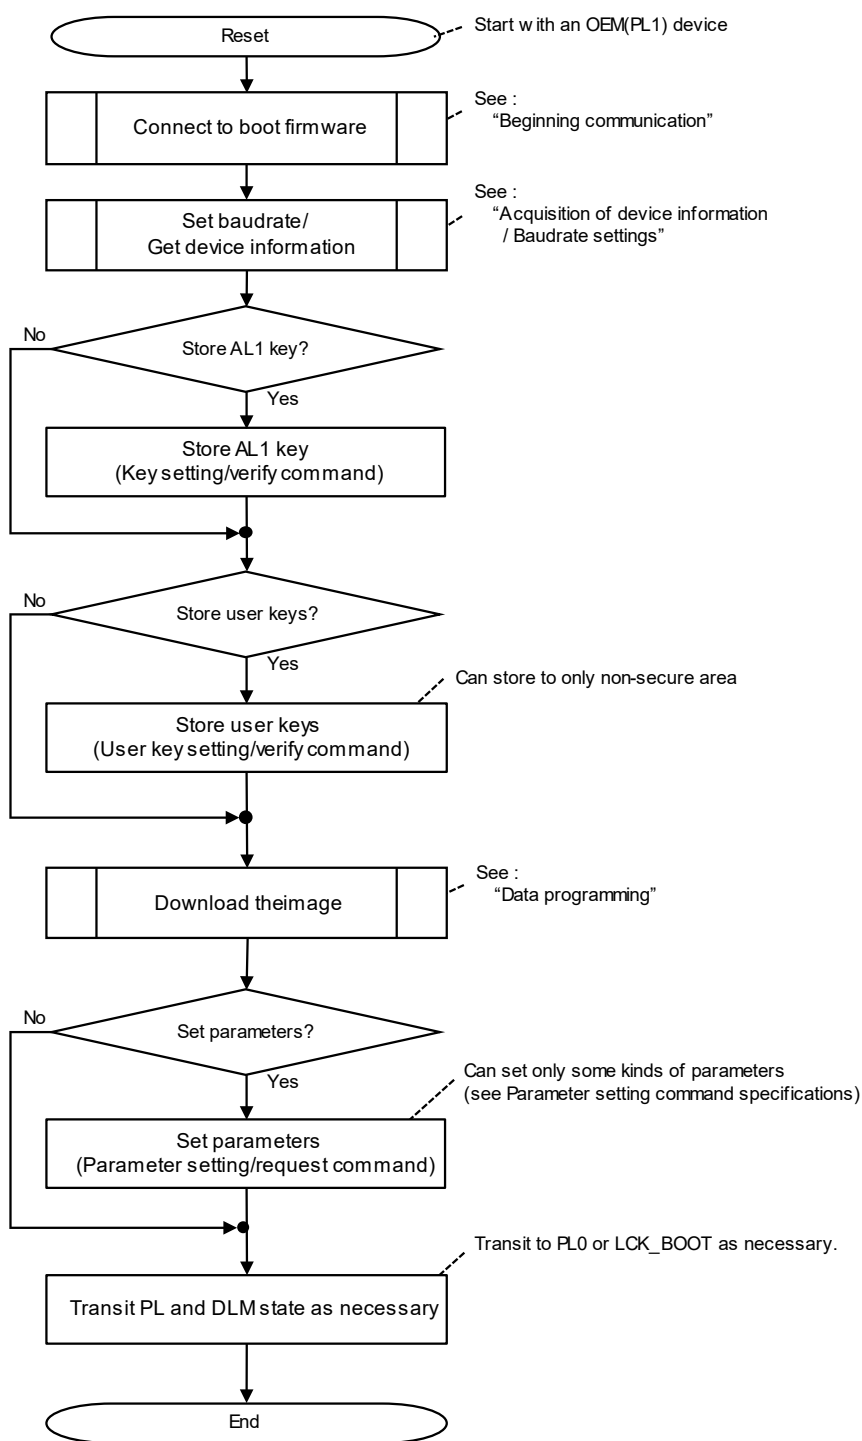 Reset
Start with an OEM(PL1) device
Connect to boot firmware
See :
“Beginning communication”
Set baudrate/
Get device information
See :
“Acquisition of device information
/ Baudrate settings”
No
Store AL1 key?
Yes
Store AL1 key
(Key setting/verify command)
No
Store user keys?
Yes
Can store to only non-secure area
Store user keys
(User key setting/verify command)
Download theimage
See :
“Data programming”
No
Set parameters?
Yes
Can set only some kinds of parameters
(see Parameter setting command specifications)
Set parameters
(Parameter setting/request command)
Transit to PL0 or LCK_BOOT as necessary.
Transit PL and DLM state as necessary
End